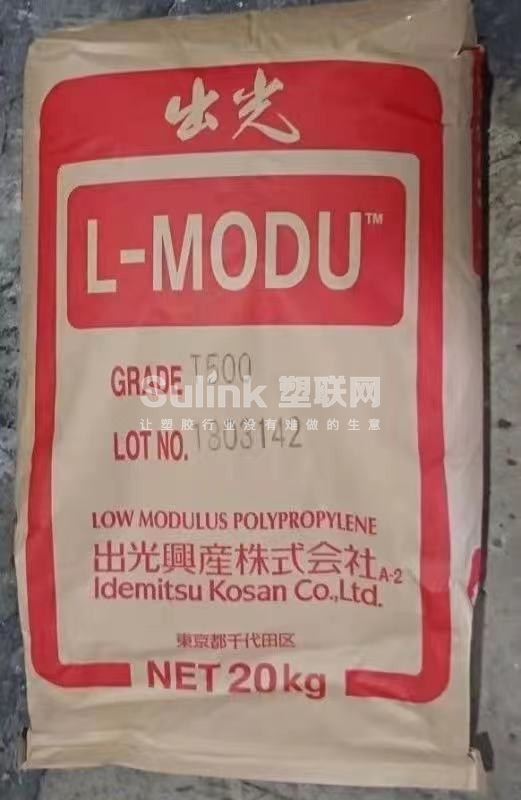 出光
L-MODU™
GRADE T500
Sulink 塑联网
让塑胶行业没有难做的生意
LOT NO. 1803142
LOW MODULUS POLYPROPYLENE
出光興産株式会社 A-2
Idemitsu Kosan Co.,Ltd.
東京都千代田区
NET 20kg